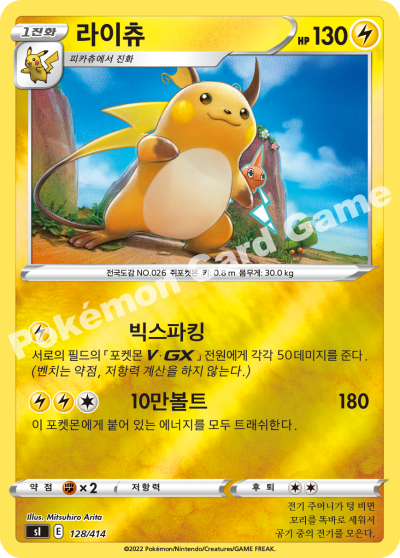 1진화
라이츄
HP 130
피카츄에서 진화
전국도감 NO.026 쥐포켓몬 키: 0.8 m 몸무게: 30.0 kg
빅스파킹
서로의 필드의 「포켓몬 V·GX」 전원에게 각각 50데미지를 준다.
(벤치는 약점, 저항력 계산을 하지 않는다.)
10만볼트 180
이 포켓몬에게 붙어 있는 에너지를 모두 트래쉬한다.
약점 ×2 저항력 후퇴
Illus. Mitsuhiro Arita
sI E 128/414
전기 주머니가 텅 비면
꼬리를 똑바로 세워서
공기 중의 전기를 모은다.
©2022 Pokémon/Nintendo/Creatures/GAME FREAK.
Pokémon Card Game